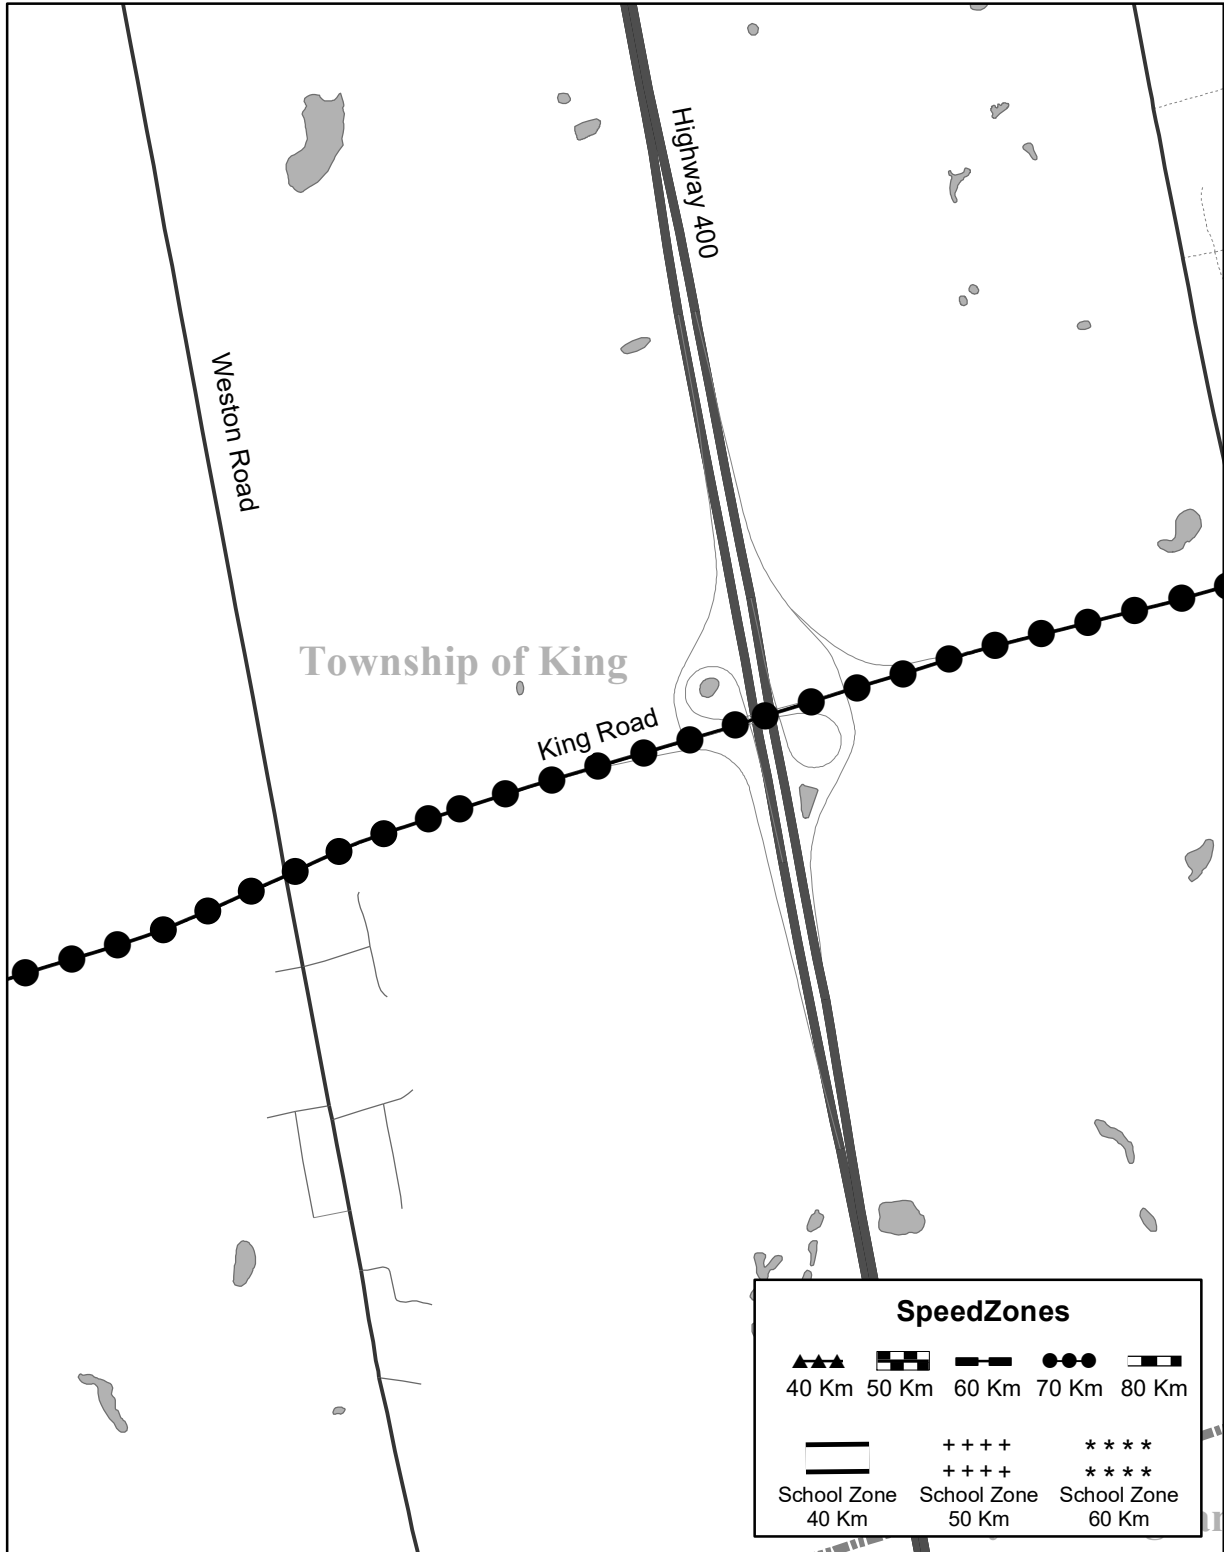 Highway 400
Weston Road
Township of King
King Road
SpeedZones
40 Km 50 Km 60 Km 70 Km 80 Km
School Zone School Zone School Zone
40 Km 50 Km 60 Km